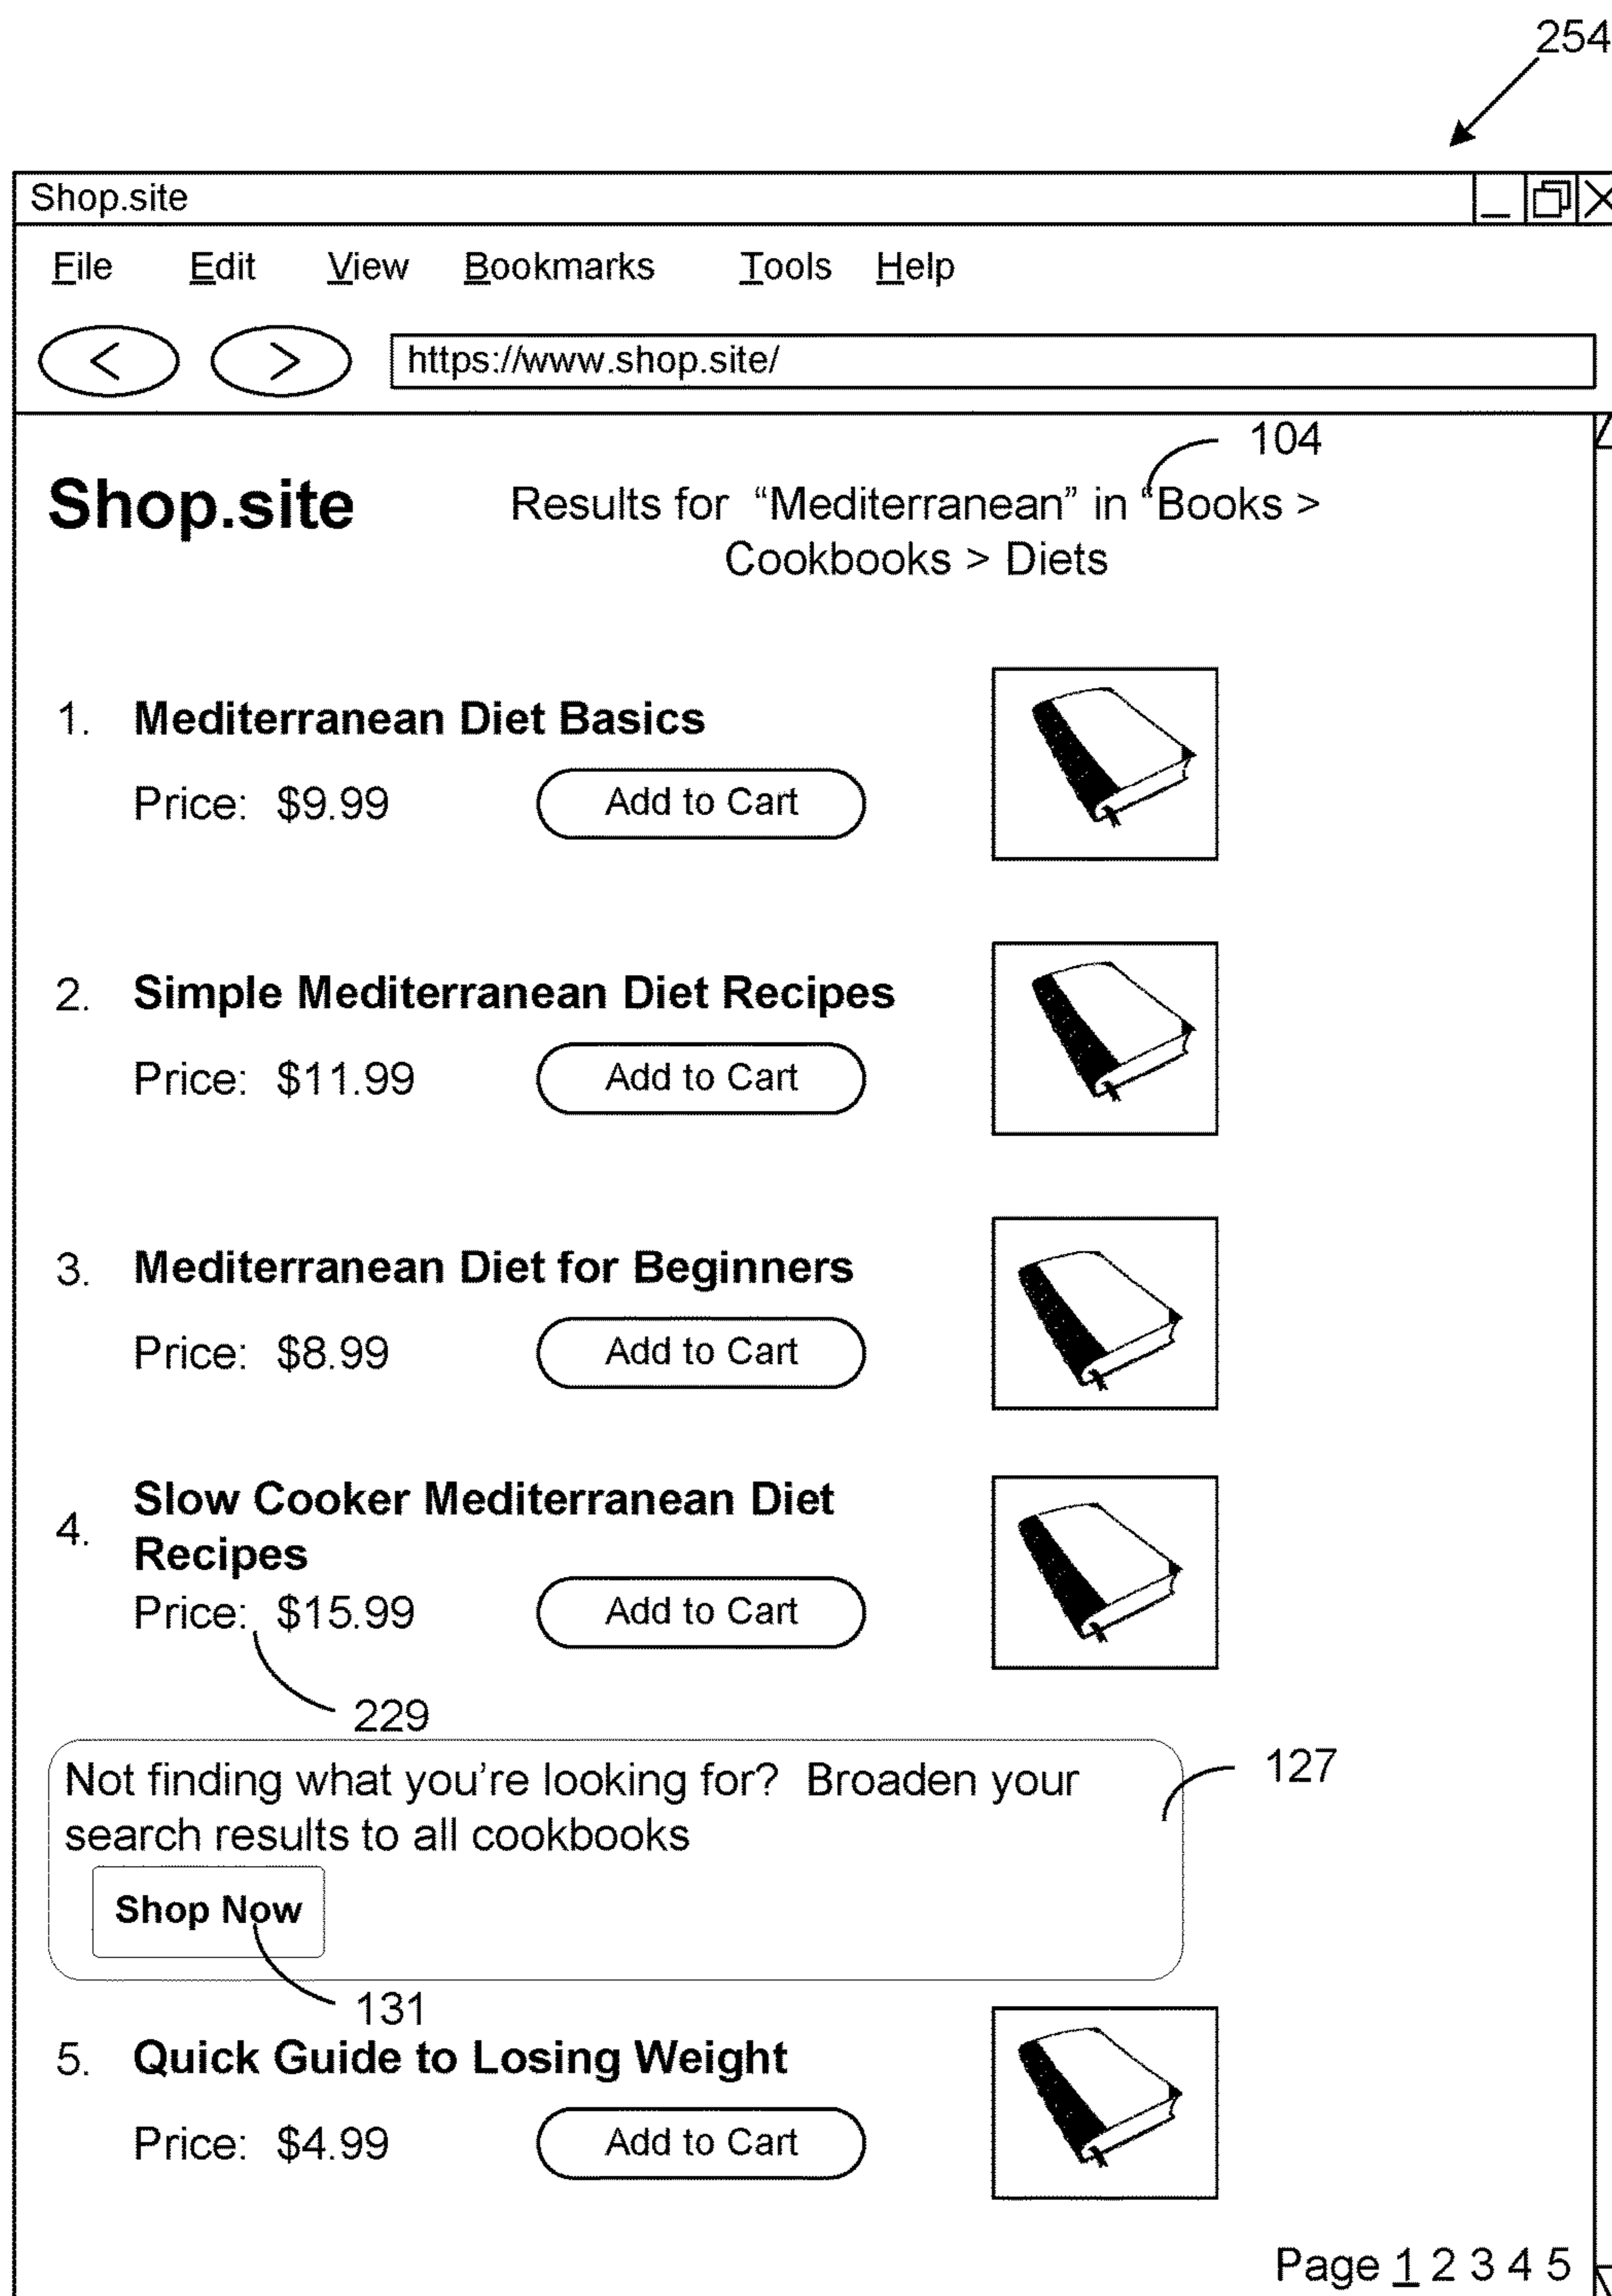 254
Shop.site
File Edit View Bookmarks Tools Help
< > https://www.shop.site/
104
Shop.site
Results for “Mediterranean” in “Books >
Cookbooks > Diets
1. Mediterranean Diet Basics
Price: $9.99 Add to Cart
2. Simple Mediterranean Diet Recipes
Price: $11.99 Add to Cart
3. Mediterranean Diet for Beginners
Price: $8.99 Add to Cart
4. Slow Cooker Mediterranean Diet
Recipes
Price: $15.99 Add to Cart
229
Not finding what you’re looking for? Broaden your
search results to all cookbooks
127
Shop Now
131
5. Quick Guide to Losing Weight
Price: $4.99 Add to Cart
Page 1 2 3 4 5